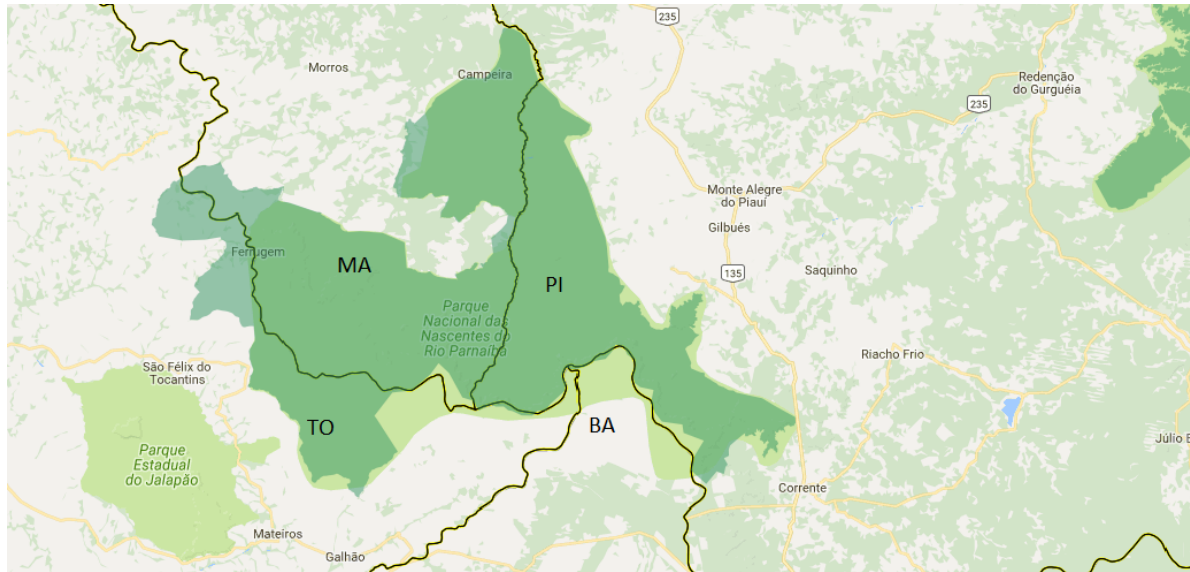 235
Morros
Campeira
Redenção
do Gurguéia
235
Monte Alegre
do Piauí
Gilbués
Ferrugem
MA
PI
135
Saquinho
Parque
Nacional das
Nascentes do
Rio Parnaíba
São Félix do
Tocantins
Riacho Frio
TO
BA
Júlio B
Parque
Estadual
do Jalapão
Corrente
Mateiros
Galhão